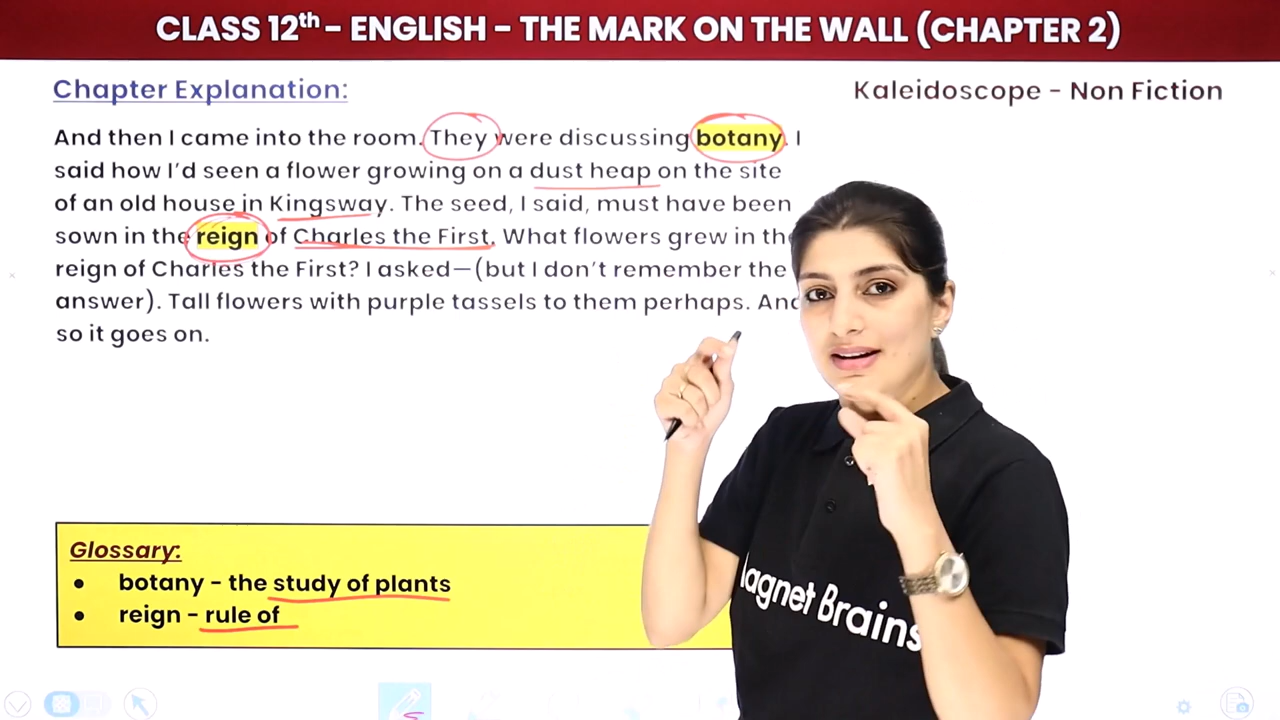 CLASS 12th - ENGLISH - THE MARK ON THE WALL (CHAPTER 2)
Chapter Explanation:
Kaleidoscope - Non Fiction
And then I came into the room. They were discussing botany. I
said how I'd seen a flower growing on a dust heap on the site
of an old house in Kingsway. The seed, I said, must have been
sown in the reign of Charles the First. What flowers grew in the
reign of Charles the First? I asked—(but I don't remember the
answer). Tall flowers with purple tassels to them perhaps. And
so it goes on.
Glossary:
• botany - the study of plants
• reign - rule of
Magnet Brains